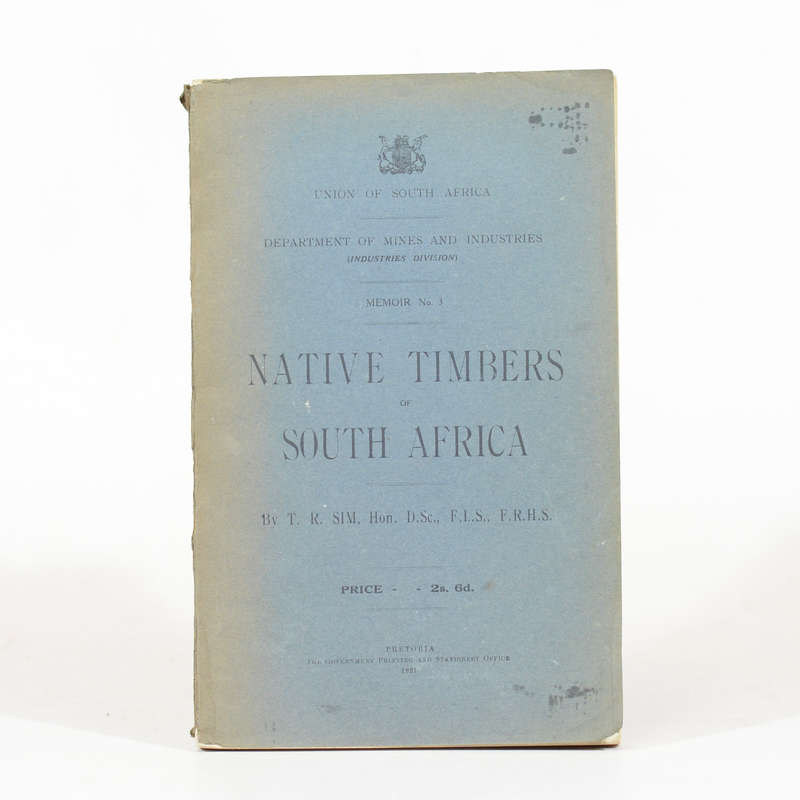 UNION OF SOUTH AFRICA
DEPARTMENT OF MINES AND INDUSTRIES
(INDUSTRIES DIVISION)
MEMOIR No. 3
NATIVE TIMBERS
OF
SOUTH AFRICA
By T. R. SIM, Hon. D.Sc., F.L.S., F.R.H.S.
PRICE - - 2s. 6d.
PRETORIA
THE GOVERNMENT PRINTING AND STATIONERY OFFICE
1921